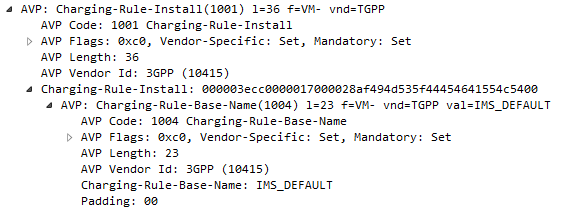 AVP: Charging-Rule-Install(1001) l=36 f=VM- vnd=TGPP
AVP Code: 1001 Charging-Rule-Install
AVP Flags: 0xc0, Vendor-Specific: Set, Mandatory: Set
AVP Length: 36
AVP Vendor Id: 3GPP (10415)
Charging-Rule-Install: 000003ecc0000017000028af494d535f44454641554c5400
AVP: Charging-Rule-Base-Name(1004) l=23 f=VM- vnd=TGPP val=IMS_DEFAULT
AVP Code: 1004 Charging-Rule-Base-Name
AVP Flags: 0xc0, Vendor-Specific: Set, Mandatory: Set
AVP Length: 23
AVP Vendor Id: 3GPP (10415)
Charging-Rule-Base-Name: IMS_DEFAULT
Padding: 00